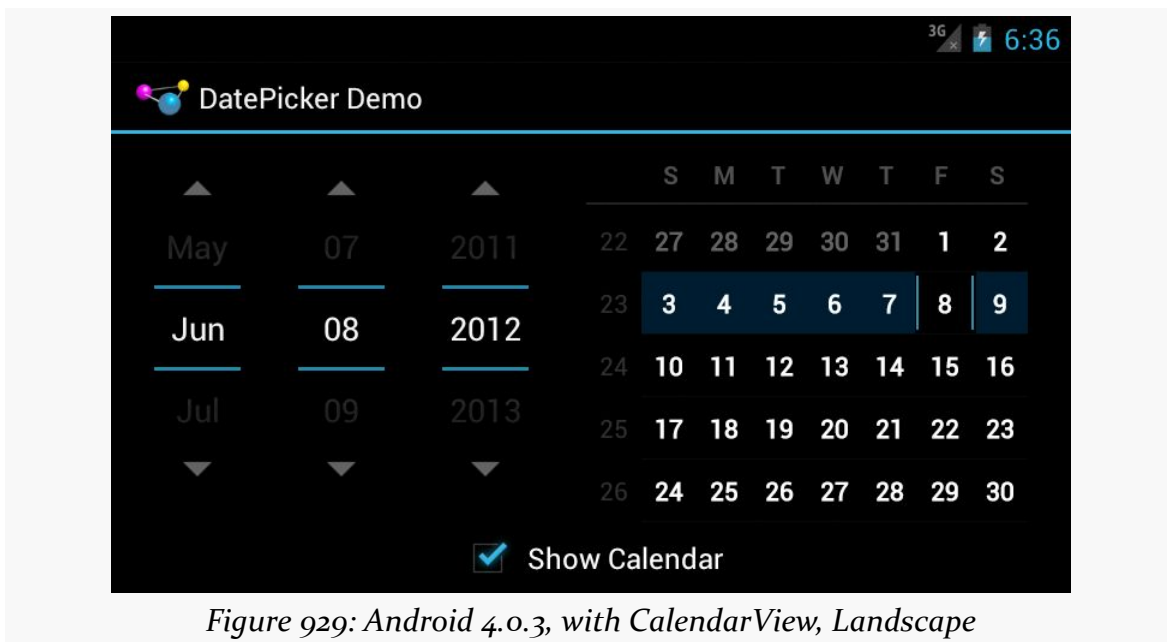 3G 6:36
DatePicker Demo
S M T W T F S
May 07 2011
22 27 28 29 30 31 1 2
23 3 4 5 6 7 8 9
Jun 08 2012
24 10 11 12 13 14 15 16
Jul 09 2013
25 17 18 19 20 21 22 23
26 24 25 26 27 28 29 30
Show Calendar
Figure 929: Android 4.0.3, with CalendarView, Landscape